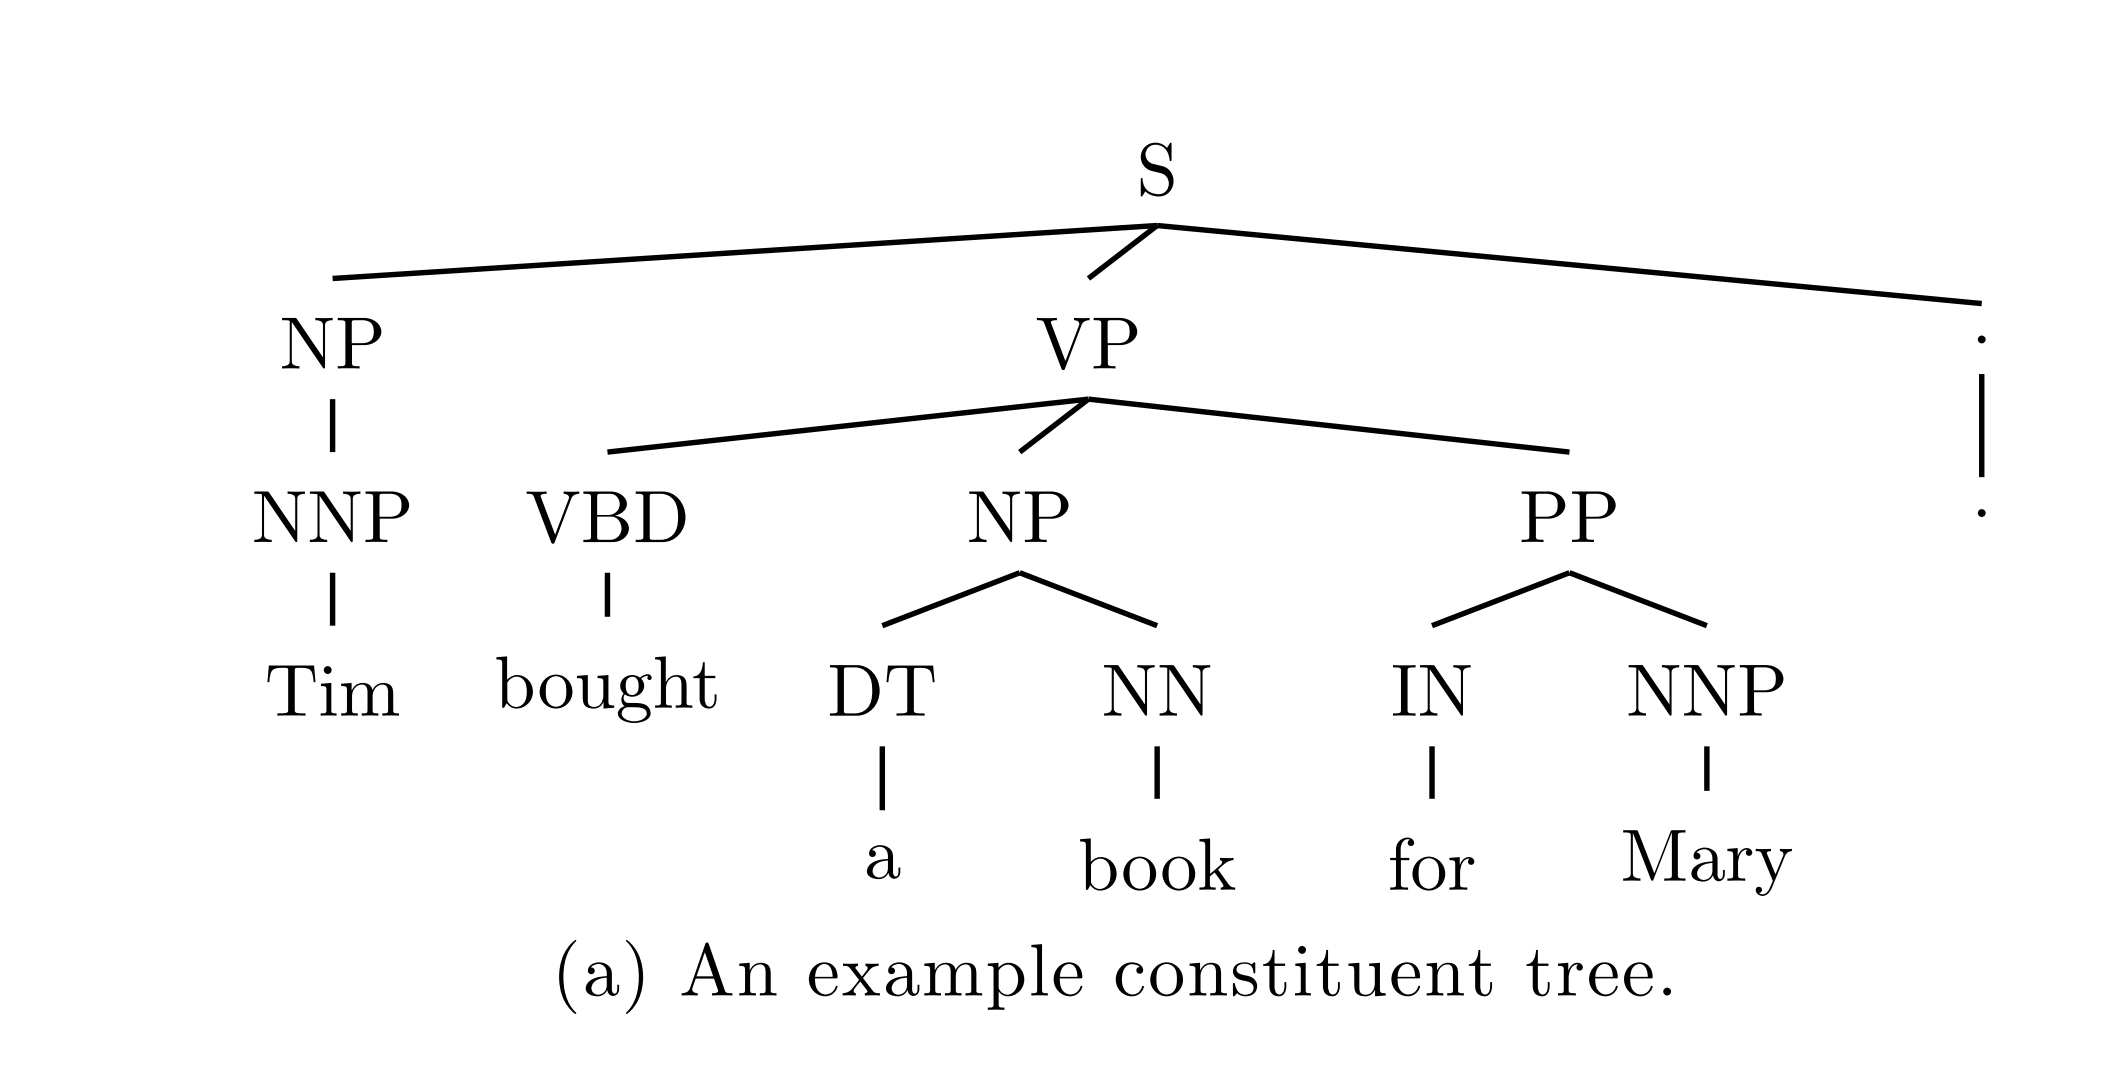 S
NP VP .
NNP VBD NP PP .
Tim bought DT NN IN NNP
a book for Mary
(a) An example constituent tree.